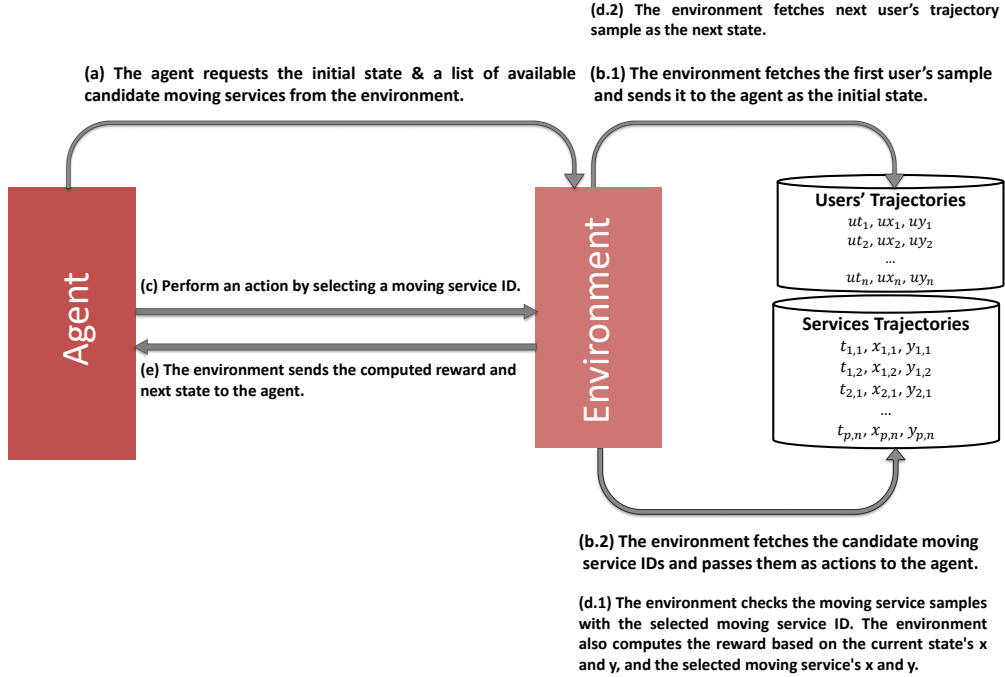 (d.2) The environment fetches next user's trajectory
sample as the next state.
(a) The agent requests the initial state & a list of available
candidate moving services from the environment.
(b.1) The environment fetches the first user's sample
and sends it to the agent as the initial state.
Agent
Environment
Users' Trajectories
ut₁, ux₁, uy₁
ut₂, ux₂, uy₂
...
utₙ, uxₙ, uyₙ
(c) Perform an action by selecting a moving service ID.
(e) The environment sends the computed reward and
next state to the agent.
Services Trajectories
t₁,₁, x₁,₁, y₁,₁
t₁,₂, x₁,₂, y₁,₂
t₂,₁, x₂,₁, y₂,₁
...
tₚ,ₙ, xₚ,ₙ, yₚ,ₙ
(b.2) The environment fetches the candidate moving
service IDs and passes them as actions to the agent.
(d.1) The environment checks the moving service samples
with the selected moving service ID. The environment
also computes the reward based on the current state's x
and y, and the selected moving service's x and y.